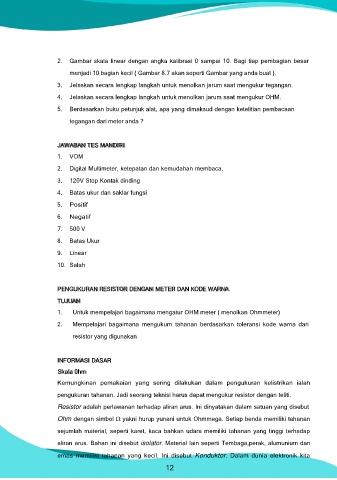 2. Gambar skala linear dengan angka kalibrasi 0 sampai 10. Bagi tiap pembagian besar
menjadi 10 bagian kecil ( Gambar 8.7 akan seperti Gambar yang anda buat ).
3. Jelaskan secara lengkap langkah untuk menolkan jarum saat mengukur tegangan.
4. Jelaskan secara lengkap langkah untuk menolkan jarum saat mengukur OHM.
5. Berdasarkan buku petunjuk alat, apa yang dimaksud dengan ketelitian pembacaan
tegangan dari meter anda ?
JAWABAN TES MANDIRI
1. VOM
2. Digital Multimeter, ketepatan dan kemudahan membaca.
3. 120V Stop Kontak dinding
4. Batas ukur dan saklar fungsi
5. Positif
6. Negatif
7. 500 V
8. Batas Ukur
9. Linear
10. Salah
PENGUKURAN RESISTOR DENGAN METER DAN KODE WARNA
TUJUAN
1. Untuk mempelajari bagaimana mengatur OHM meter ( menolkan Ohmmeter)
2. Mempelajari bagaimana mengukum tahanan berdasarkan toleransi kode warna dari
resistor yang digunakan
INFORMASI DASAR
Skala 0hm
Kemungkinan pemakaian yang sering dilakukan dalam pengukuran kelistrikan ialah
pengukuran tahanan. Jadi seorang teknisi harus dapat mengukur resistor dengan teliti.
Resistor adalah perlawanan terhadap aliran arus. Ini dinyatakan dalam satuan yang disebut
Ohm dengan simbol Ω yakni hurup yunani untuk Ohmmega. Setiap benda memiliki tahanan
sejumlah material, seperti karet, kaca bahkan udara memiliki tahanan yang tinggi terhadap
aliran arus. Bahan ini disebut isolator. Material lain seperti Tembaga,perak, alumunium dan
emas memiliki tahanan yang kecil. Ini disebut Konduktor. Dalam dunia elektronik kita
12